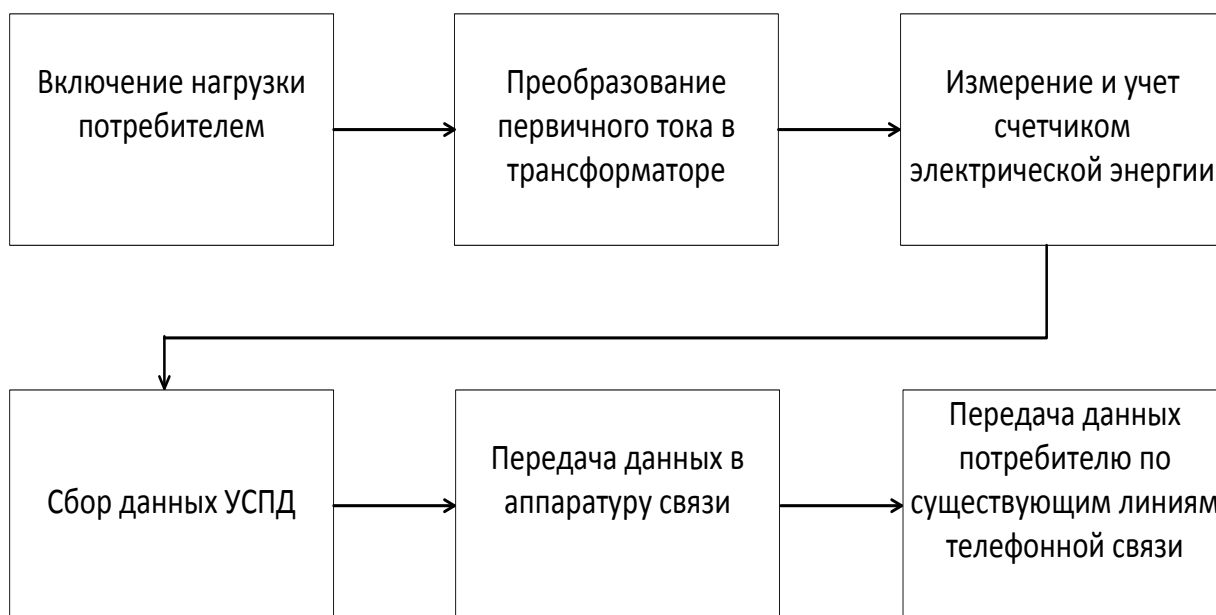 Включение нагрузки
потребителем
Преобразование
первичного тока в
трансформаторе
Измерение и учет
счетчиком
электрической энергии
Сбор данных УСПД
Передача данных в
аппаратуру связи
Передача данных
потребителю по
существующим линиям
телефонной связи